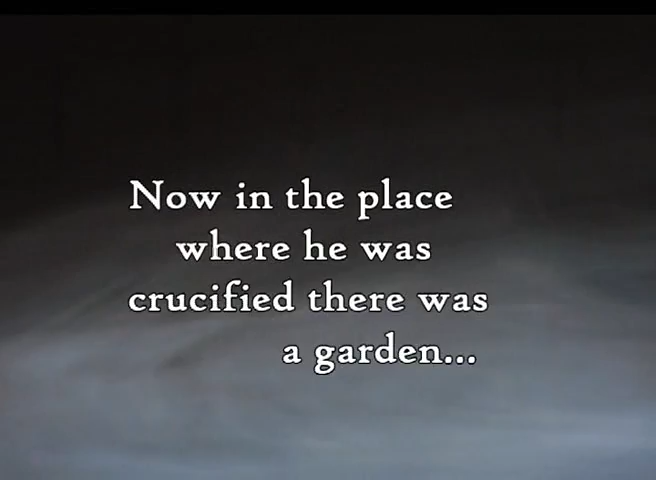 Now in the place
where he was
crucified there was
a garden...